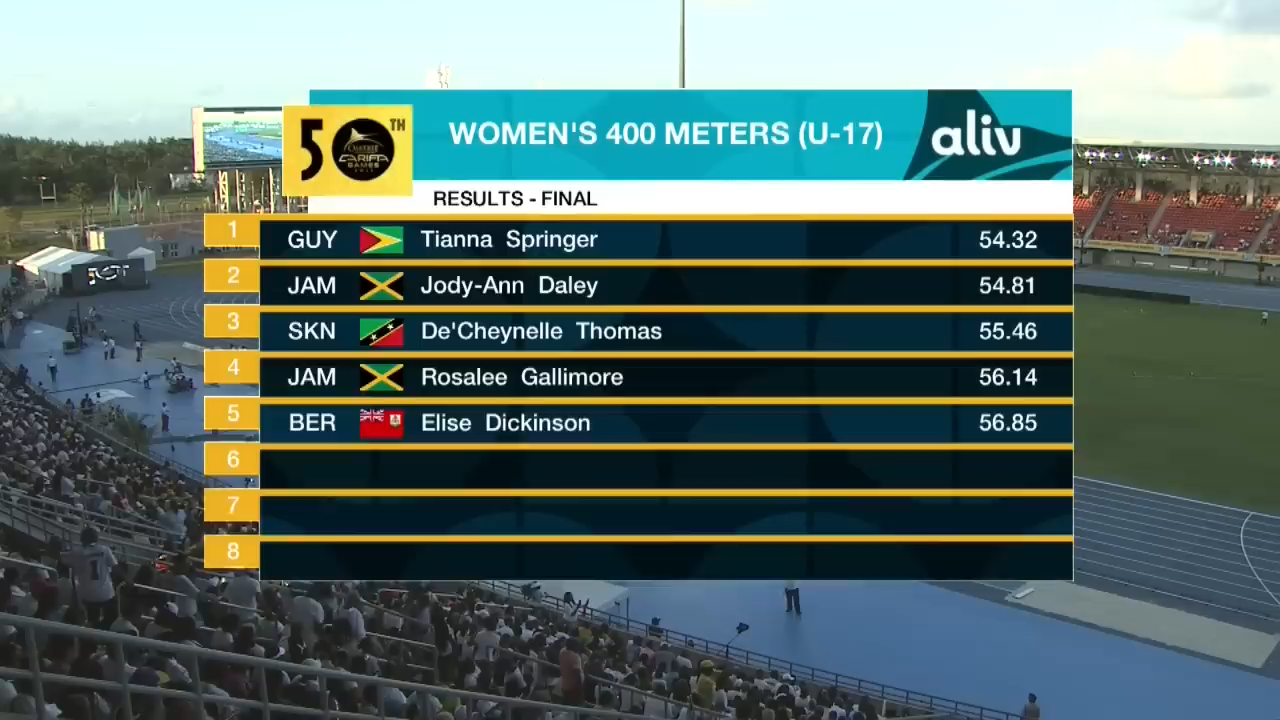 50TH
CARIFTA
GAMES
WOMEN'S 400 METERS (U-17)
aliv
RESULTS - FINAL
1 GUY Tianna Springer 54.32
2 JAM Jody-Ann Daley 54.81
3 SKN De'Cheynelle Thomas 55.46
4 JAM Rosalee Gallimore 56.14
5 BER Elise Dickinson 56.85
6
7
8
1